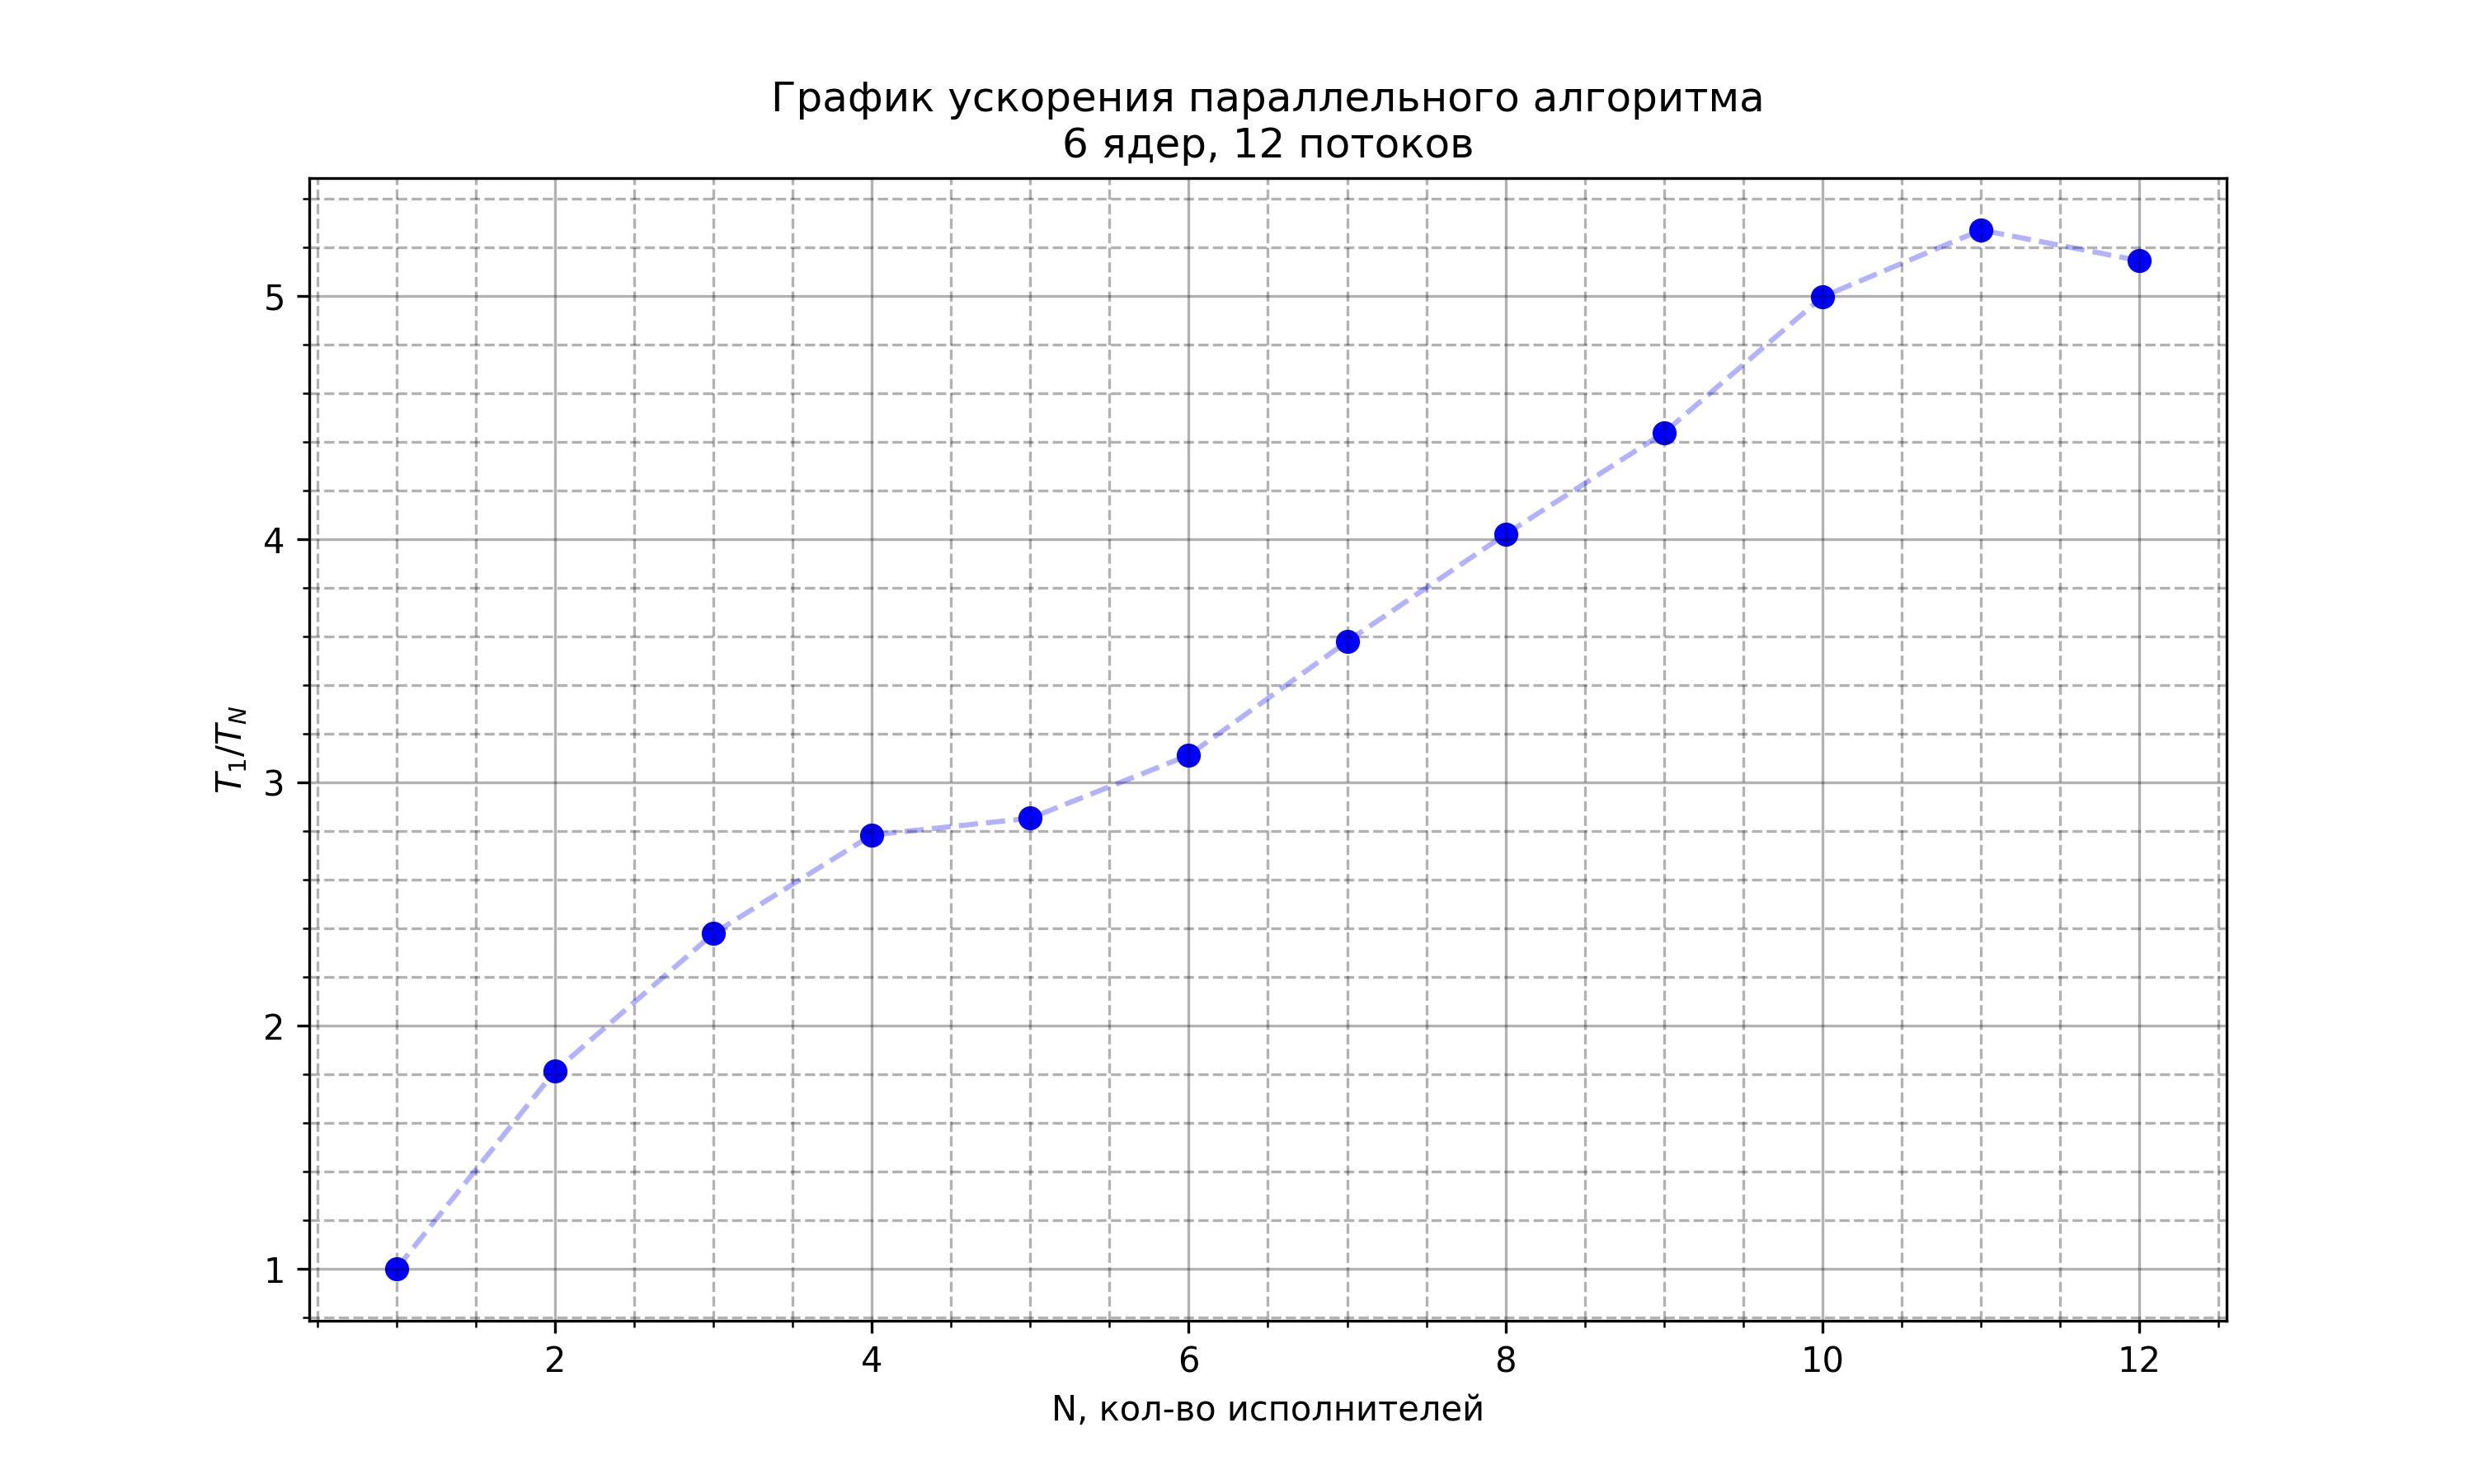 График ускорения параллельного алгоритма
6 ядер, 12 потоков
T₁/T_N
5
4
3
2
1
2 4 6 8 10 12
N, кол-во исполнителей